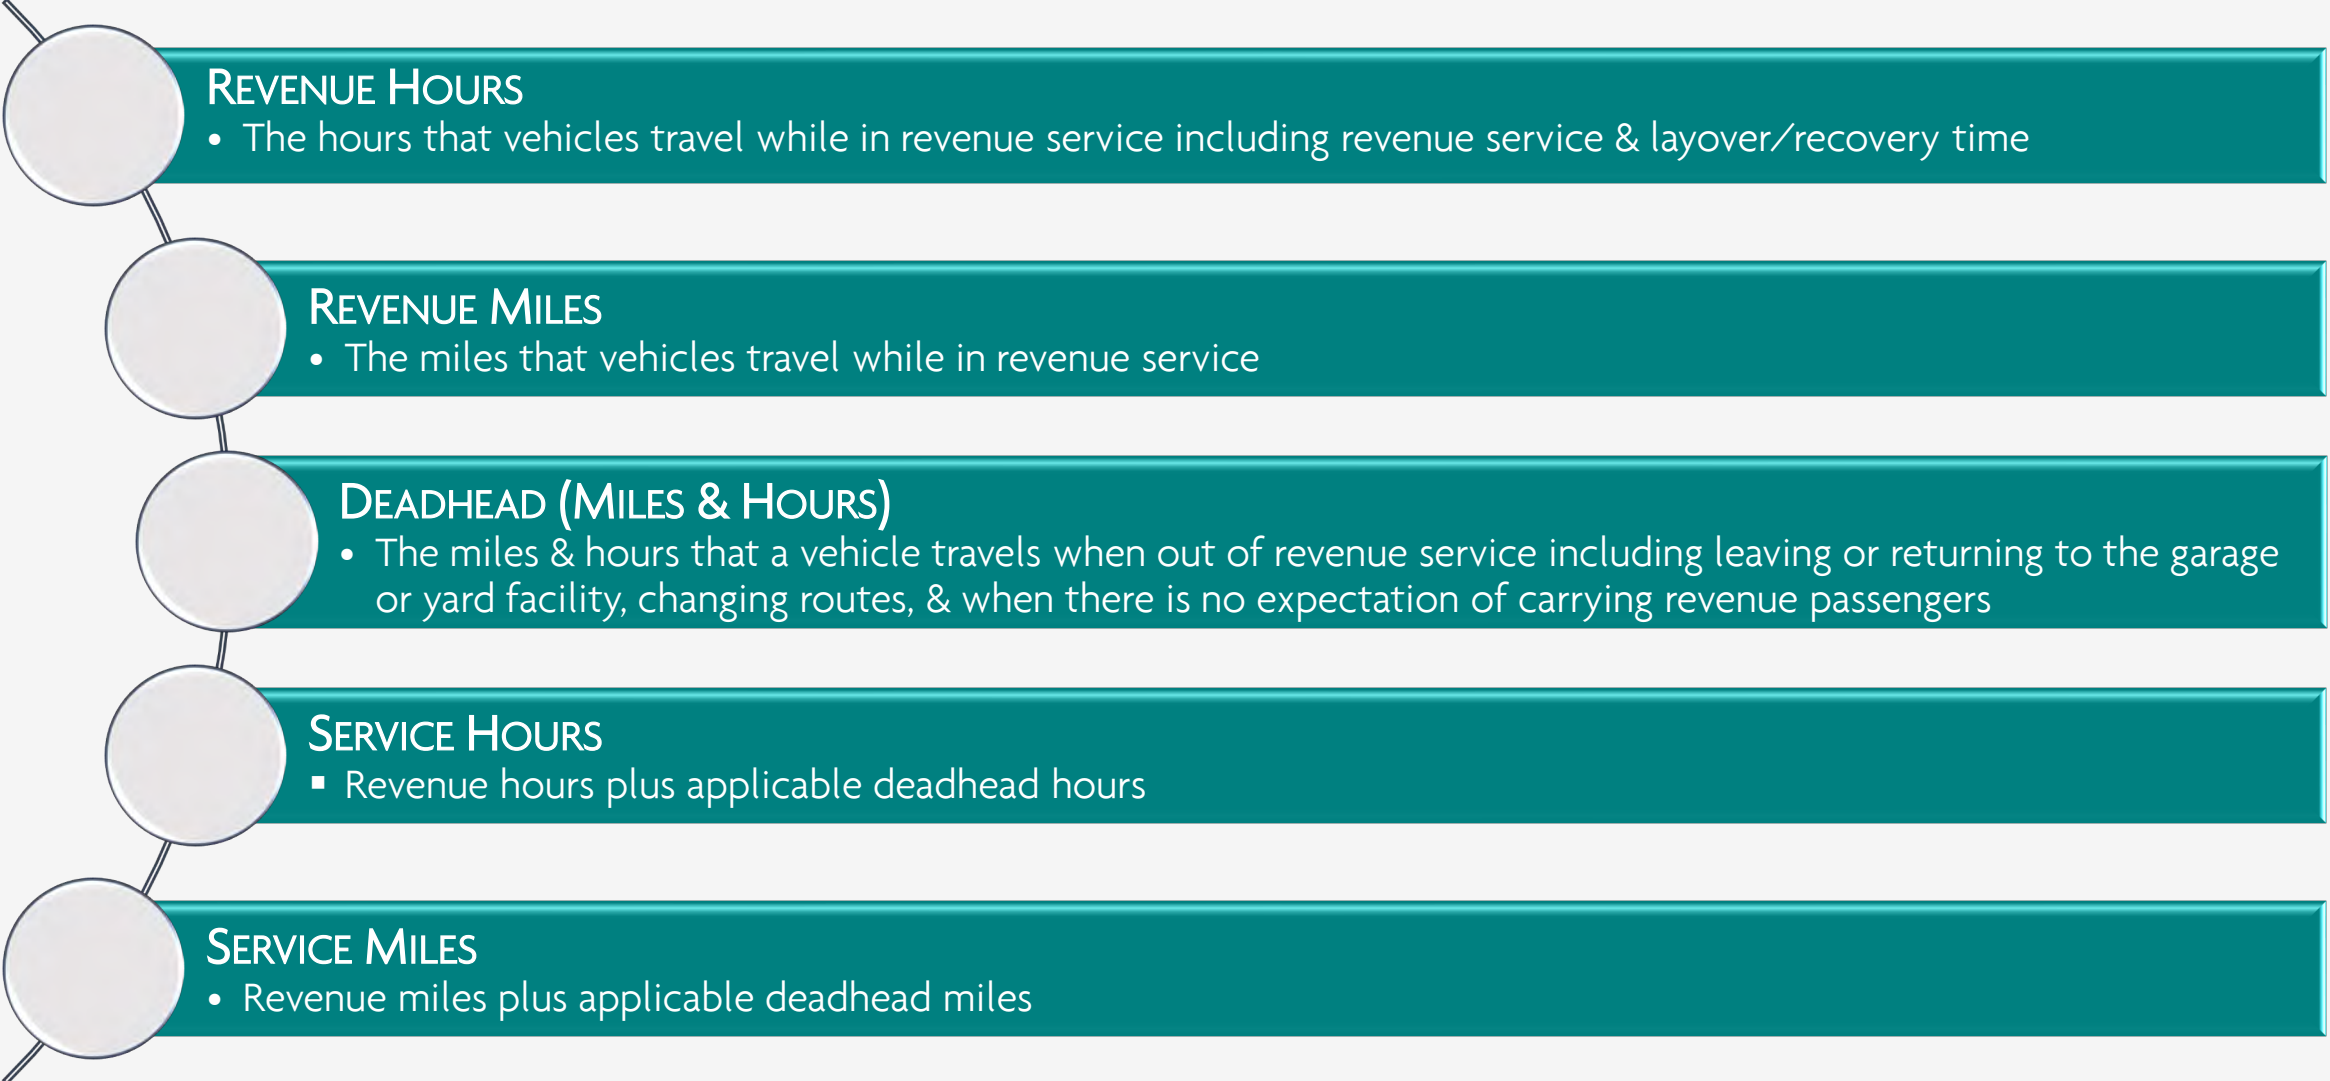 REVENUE HOURS
• The hours that vehicles travel while in revenue service including revenue service & layover/recovery time
REVENUE MILES
• The miles that vehicles travel while in revenue service
DEADHEAD (MILES & HOURS)
• The miles & hours that a vehicle travels when out of revenue service including leaving or returning to the garage
or yard facility, changing routes, & when there is no expectation of carrying revenue passengers
SERVICE HOURS
▪ Revenue hours plus applicable deadhead hours
SERVICE MILES
• Revenue miles plus applicable deadhead miles